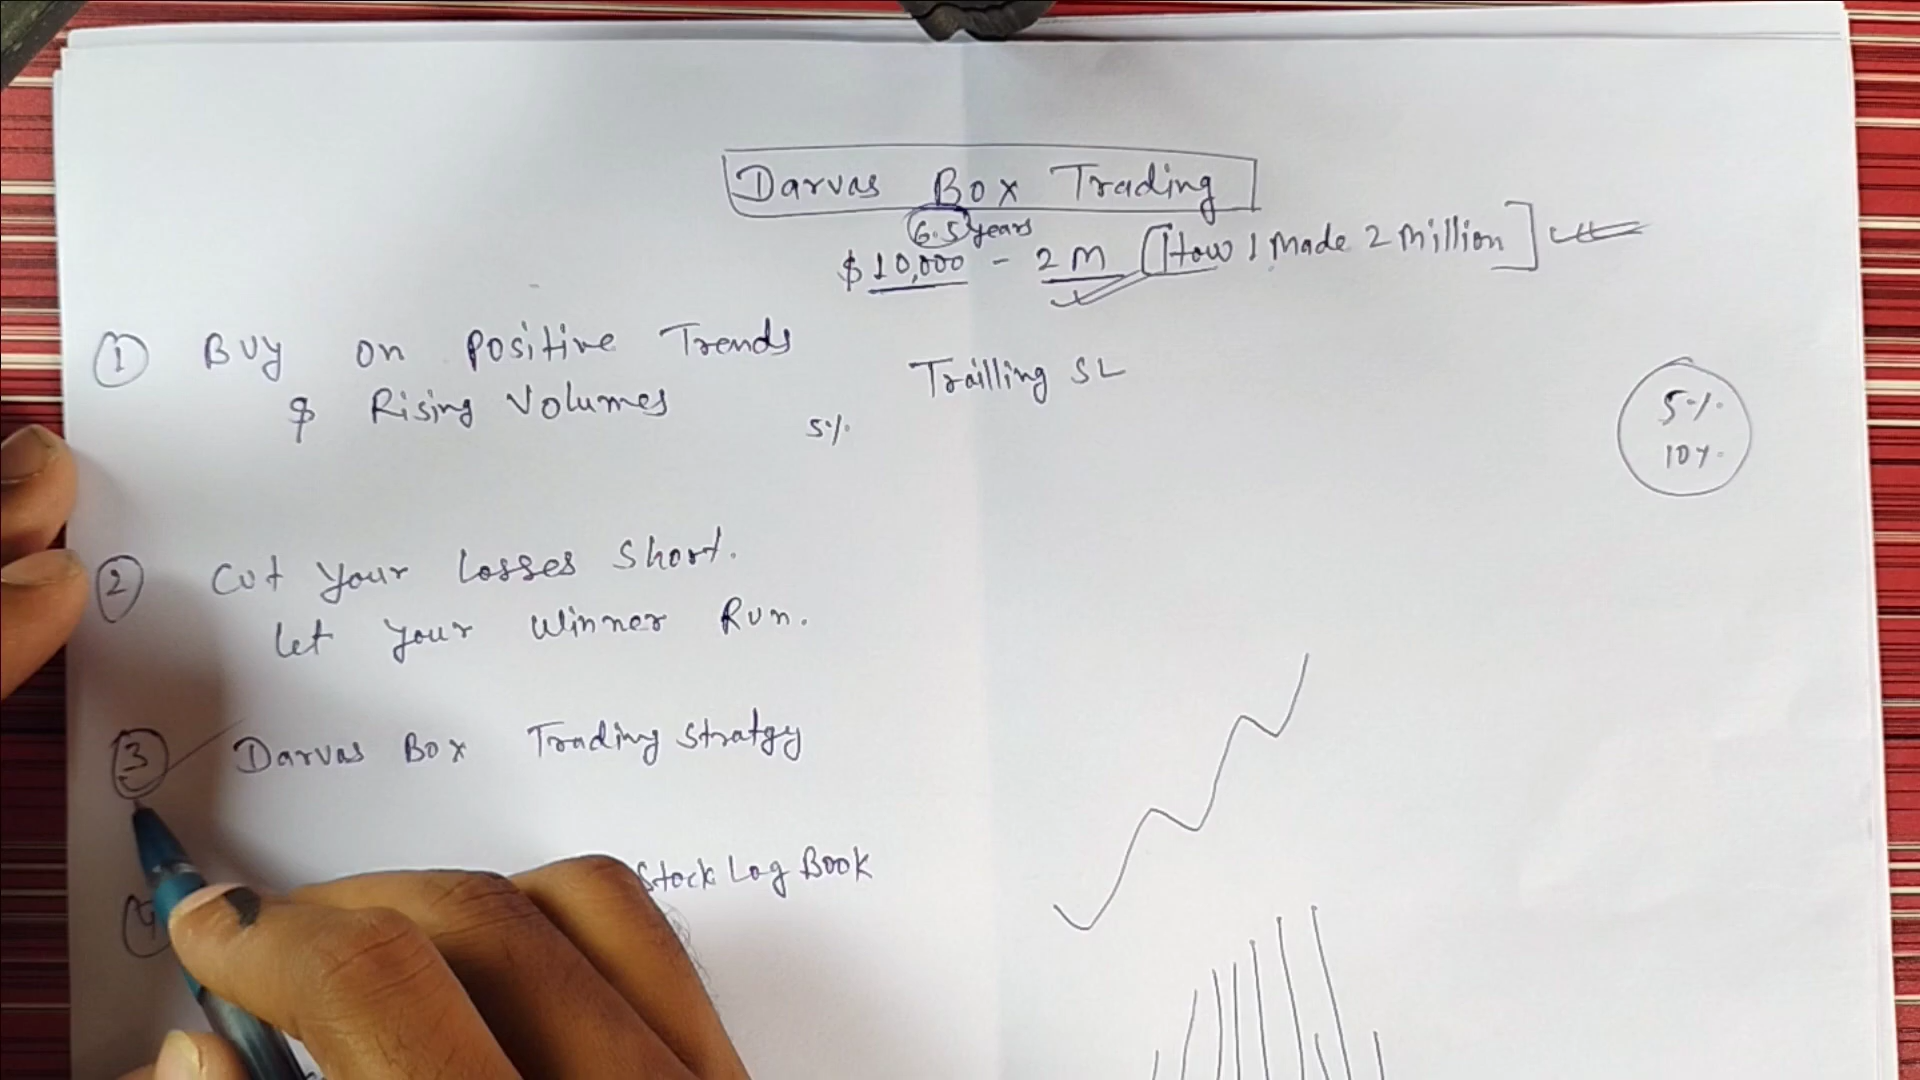 Darvas Box Trading
6.5 years
$ 10,000 - 2 M [How I Made 2 Million]
① Buy on Positive Trends
$ Rising Volumes
5%
Trailling SL
5%
10%
② Cut Your Losses Short.
Let Your Winner Run.
③ Darvas Box Trading Stratgy
④ Stock Log Book